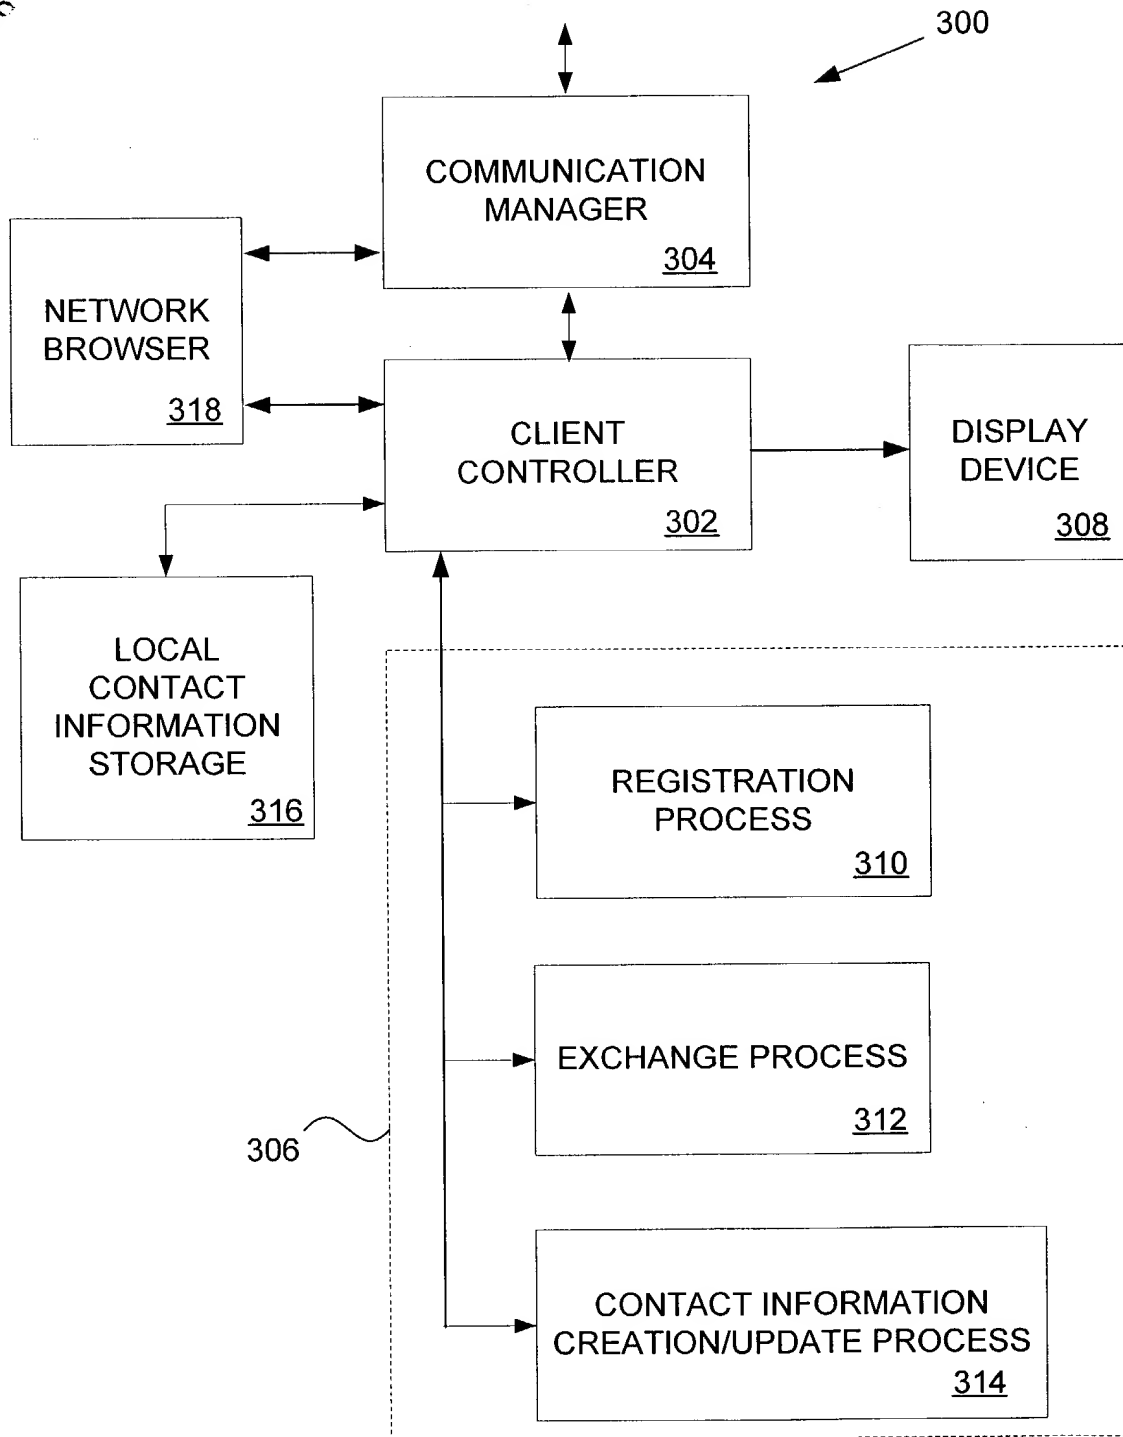 300
COMMUNICATION
MANAGER
304
NETWORK
BROWSER
318
CLIENT
CONTROLLER
302
DISPLAY
DEVICE
308
LOCAL
CONTACT
INFORMATION
STORAGE
316
REGISTRATION
PROCESS
310
EXCHANGE PROCESS
312
306
CONTACT INFORMATION
CREATION/UPDATE PROCESS
314